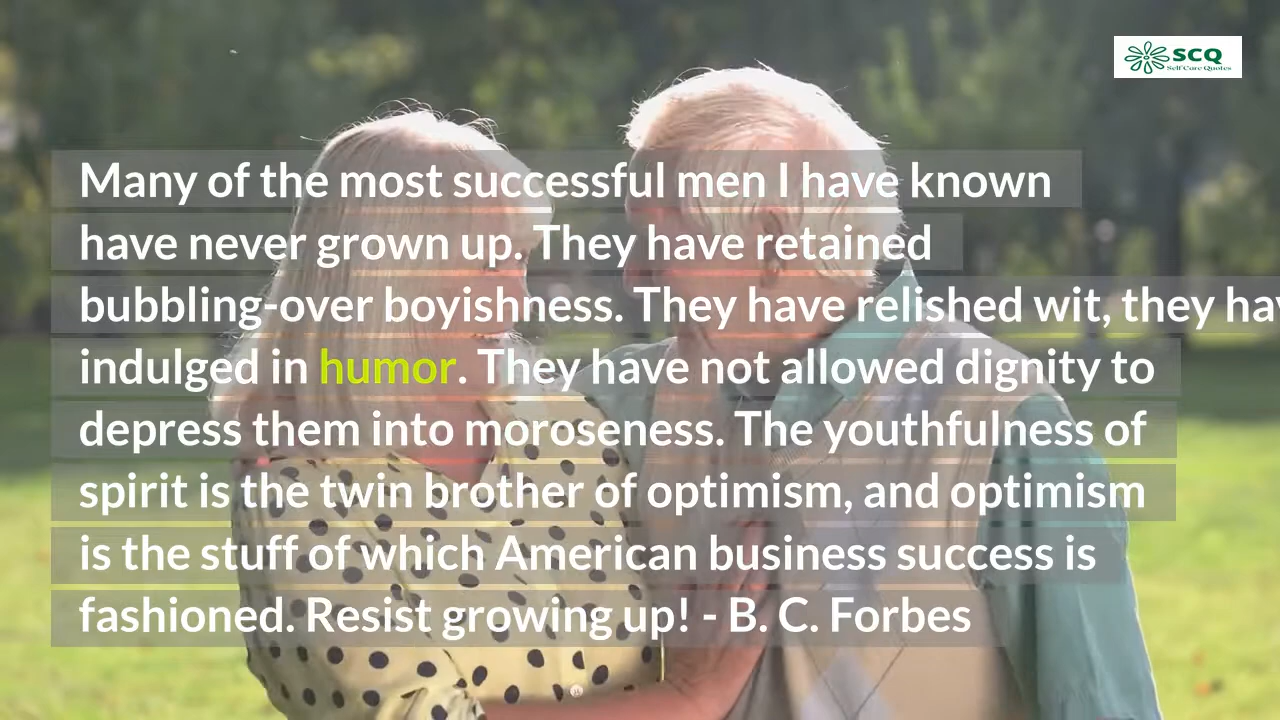 SCQ
Self Care Quotes
Many of the most successful men I have known
have never grown up. They have retained
bubbling-over boyishness. They have relished wit, they hav
indulged in humor. They have not allowed dignity to
depress them into moroseness. The youthfulness of
spirit is the twin brother of optimism, and optimism
is the stuff of which American business success is
fashioned. Resist growing up! - B. C. Forbes